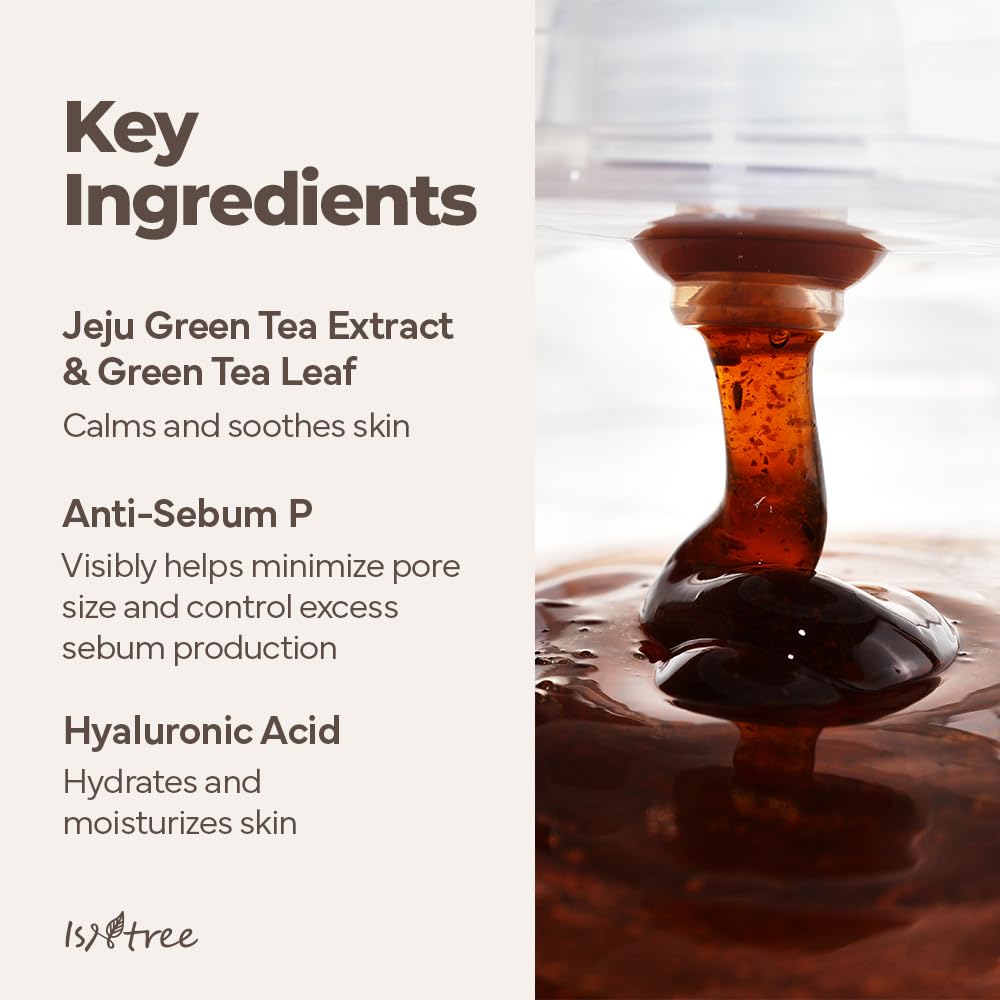 Key
Ingredients
Jeju Green Tea Extract
& Green Tea Leaf
Calms and soothes skin
Anti-Sebum P
Visibly helps minimize pore
size and control excess
sebum production
Hyaluronic Acid
Hydrates and
moisturizes skin
Isntree